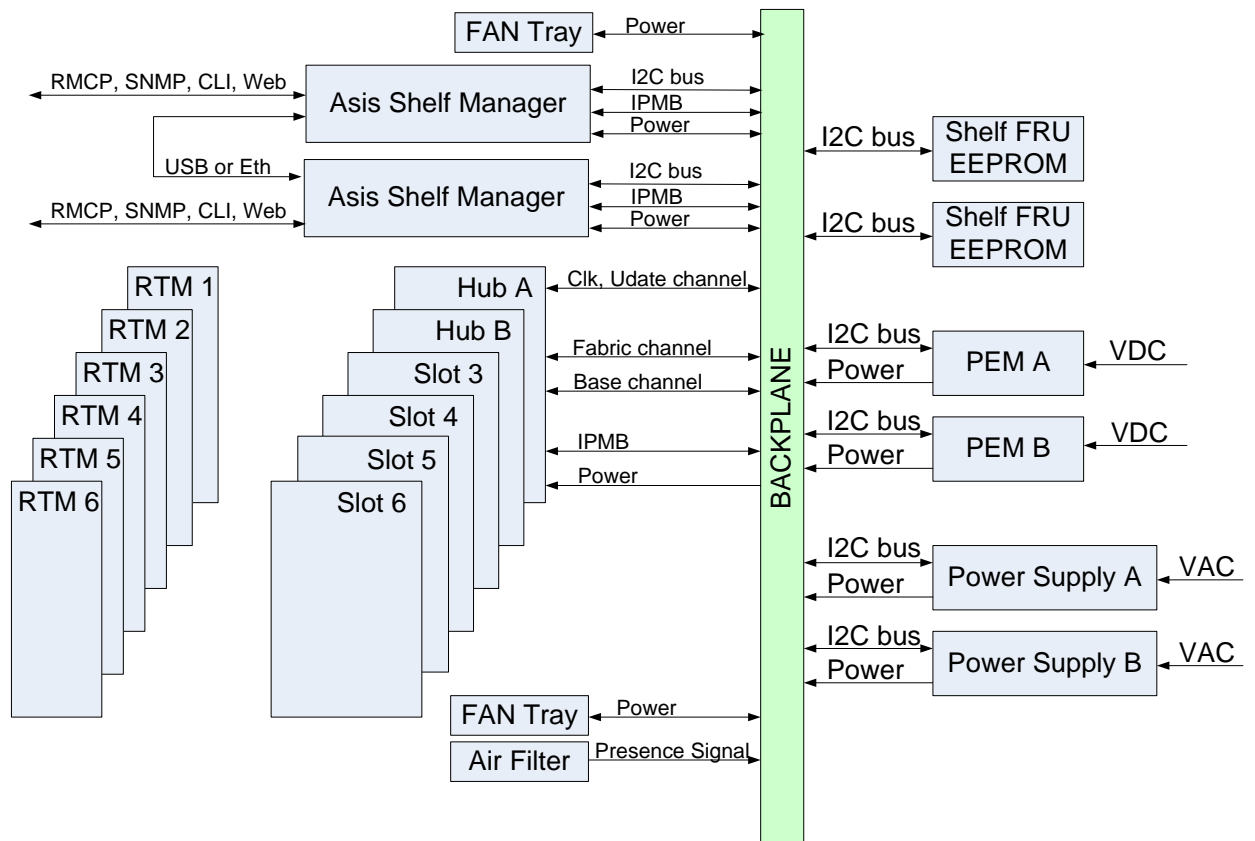 FAN Tray
Power
RMCP, SNMP, CLI, Web
Asis Shelf Manager
I2C bus
IPMB
Power
USB or Eth
RMCP, SNMP, CLI, Web
Asis Shelf Manager
I2C bus
IPMB
Power
RTM 1
RTM 2
RTM 3
RTM 4
RTM 5
RTM 6
Hub A
Hub B
Slot 3
Slot 4
Slot 5
Slot 6
Clk, Udate channel
Fabric channel
Base channel
IPMB
Power
FAN Tray
Power
Air Filter
Presence Signal
BACKPLANE
I2C bus
Shelf FRU
EEPROM
I2C bus
Shelf FRU
EEPROM
I2C bus
Power
PEM A
VDC
I2C bus
Power
PEM B
VDC
I2C bus
Power
Power Supply A
VAC
I2C bus
Power
Power Supply B
VAC